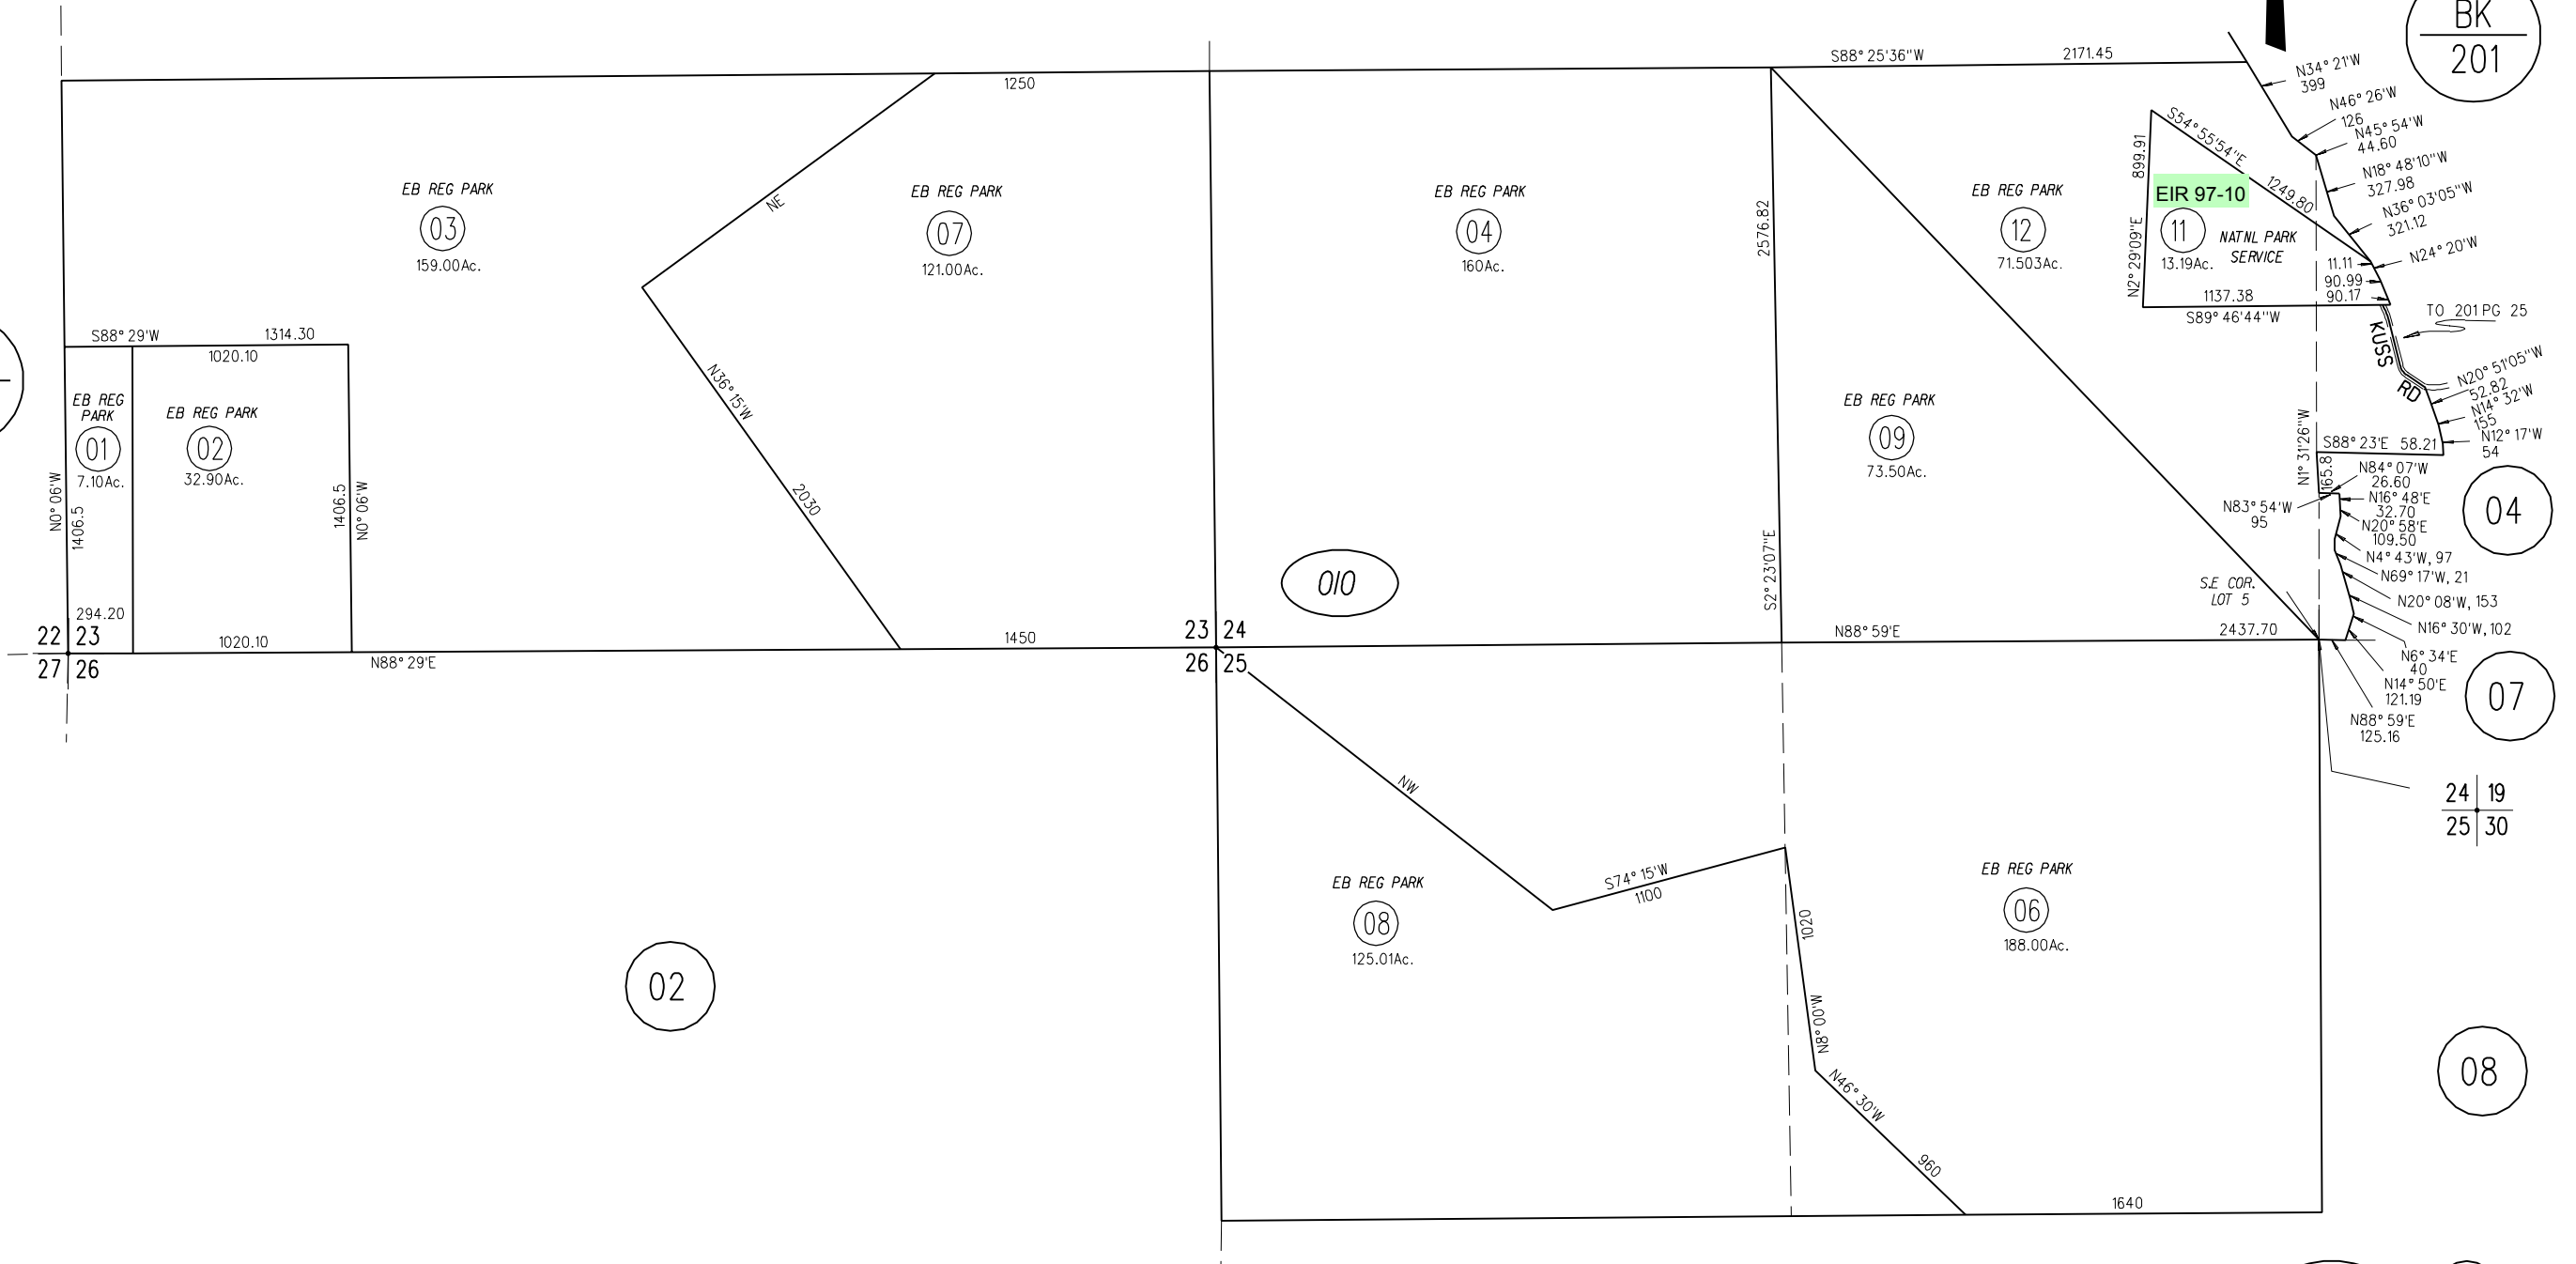 BK
201
S88° 25'36"W
2171.45
N34° 21'W
399
N46° 26'W
126
N45° 54'W
44.60
N18° 48'10"W
327.98
N36° 03'05"W
321.12
N24° 20'W
1250
EB REG PARK
03
159.00Ac.
NE
EB REG PARK
07
121.00Ac.
EB REG PARK
04
160Ac.
2576.82
EB REG PARK
12
71.503Ac.
899.91
N2° 29'09"E
S54° 55'54"E
1249.80
EIR 97-10
11
13.19Ac.
NATNL PARK
SERVICE
11.11
90.99
90.17
1137.38
S89° 46'44"W
TO 201 PG 25
KUSS
RD
S88° 29'W
1314.30
1020.10
EB REG
PARK
01
7.10Ac.
EB REG PARK
02
32.90Ac.
N0° 06'W
1406.5
1406.5
N0° 06'W
294.20
1020.10
N36° 15'W
2030
EB REG PARK
09
73.50Ac.
N20° 51'05"W
52.82
N14° 32'W
155
N12° 17'W
54
N1° 31'26"W
S88° 23'E 58.21
165.8
N84° 07'W
26.60
N83° 54'W
95
N16° 48'E
32.70
N20° 58'E
109.50
N4° 43'W, 97
N69° 17'W, 21
N20° 08'W, 153
N16° 30'W, 102
N6° 34'E
40
N14° 50'E
121.19
N88° 59'E
125.16
04
010
S2° 23'07"E
S.E COR.
LOT 5
22 23
27 26
N88° 29'E
1450
23 24
26 25
N88° 59'E
2437.70
07
24 19
25 30
NW
EB REG PARK
08
125.01Ac.
S74° 15'W
1100
1020
N8° 00'W
EB REG PARK
06
188.00Ac.
N46° 30'W
960
1640
02
08